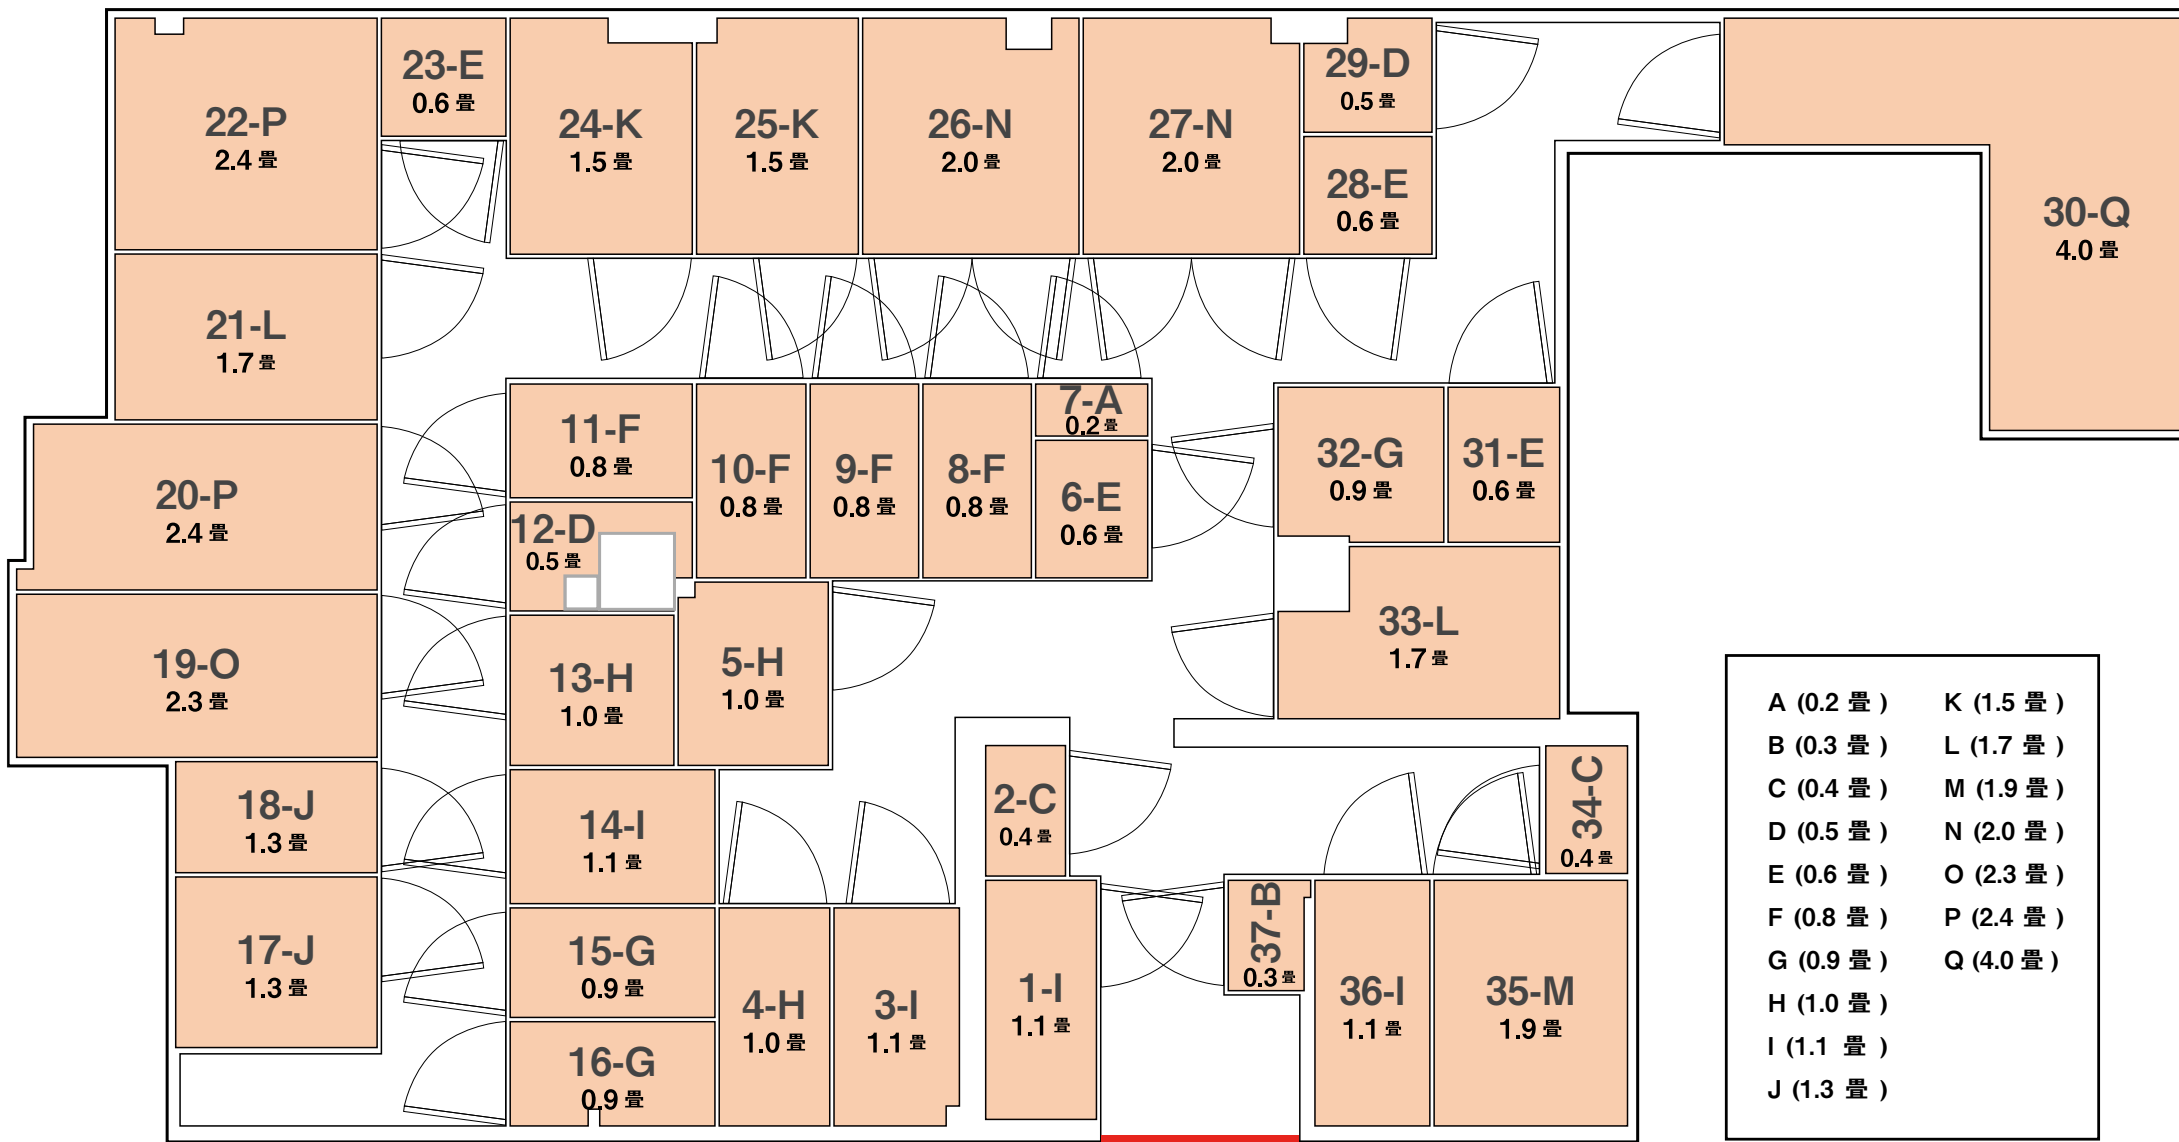 22-P
2.4 畳
23-E
0.6 畳
24-K
1.5 畳
25-K
1.5 畳
26-N
2.0 畳
27-N
2.0 畳
29-D
0.5 畳
28-E
0.6 畳
30-Q
4.0 畳
21-L
1.7 畳
20-P
2.4 畳
19-O
2.3 畳
18-J
1.3 畳
17-J
1.3 畳
11-F
0.8 畳
12-D
0.5 畳
10-F
0.8 畳
9-F
0.8 畳
8-F
0.8 畳
7-A
0.2 畳
6-E
0.6 畳
32-G
0.9 畳
31-E
0.6 畳
33-L
1.7 畳
13-H
1.0 畳
5-H
1.0 畳
14-I
1.1 畳
15-G
0.9 畳
16-G
0.9 畳
4-H
1.0 畳
3-I
1.1 畳
2-C
0.4 畳
1-I
1.1 畳
34-C
0.4 畳
37-B
0.3 畳
36-I
1.1 畳
35-M
1.9 畳
A (0.2 畳 )
B (0.3 畳 )
C (0.4 畳 )
D (0.5 畳 )
E (0.6 畳 )
F (0.8 畳 )
G (0.9 畳 )
H (1.0 畳 )
I (1.1 畳 )
J (1.3 畳 )
K (1.5 畳 )
L (1.7 畳 )
M (1.9 畳 )
N (2.0 畳 )
O (2.3 畳 )
P (2.4 畳 )
Q (4.0 畳 )